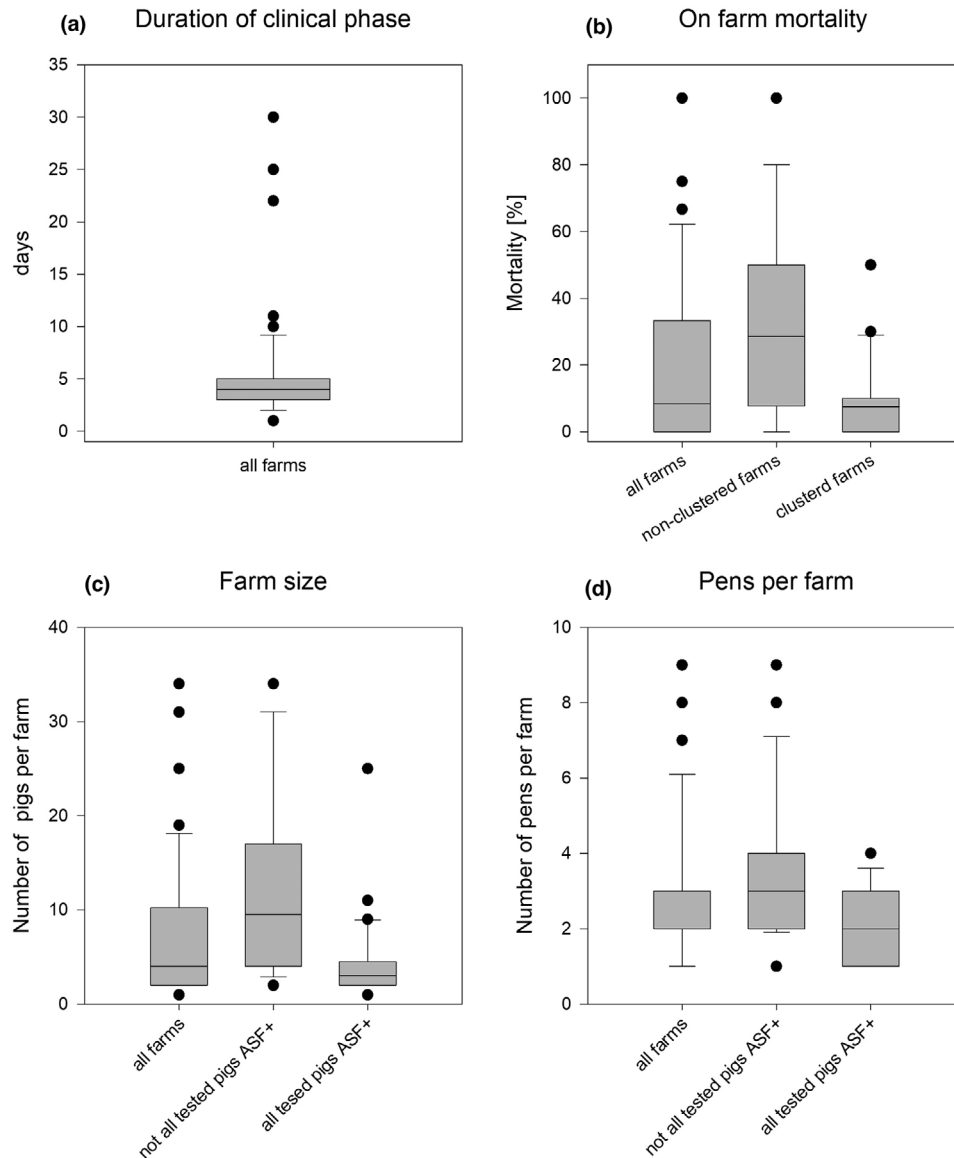 (a) Duration of clinical phase
days
35
30
25
20
15
10
5
0
all farms
(b) On farm mortality
Mortality [%]
100
80
60
40
20
0
all farms
non-clustered farms
clusterd farms
(c) Farm size
Number of pigs per farm
40
30
20
10
0
all farms
not all tested pigs ASF+
all tesed pigs ASF+
(d) Pens per farm
Number of pens per farm
10
8
6
4
2
0
all farms
not all tested pigs ASF+
all tested pigs ASF+